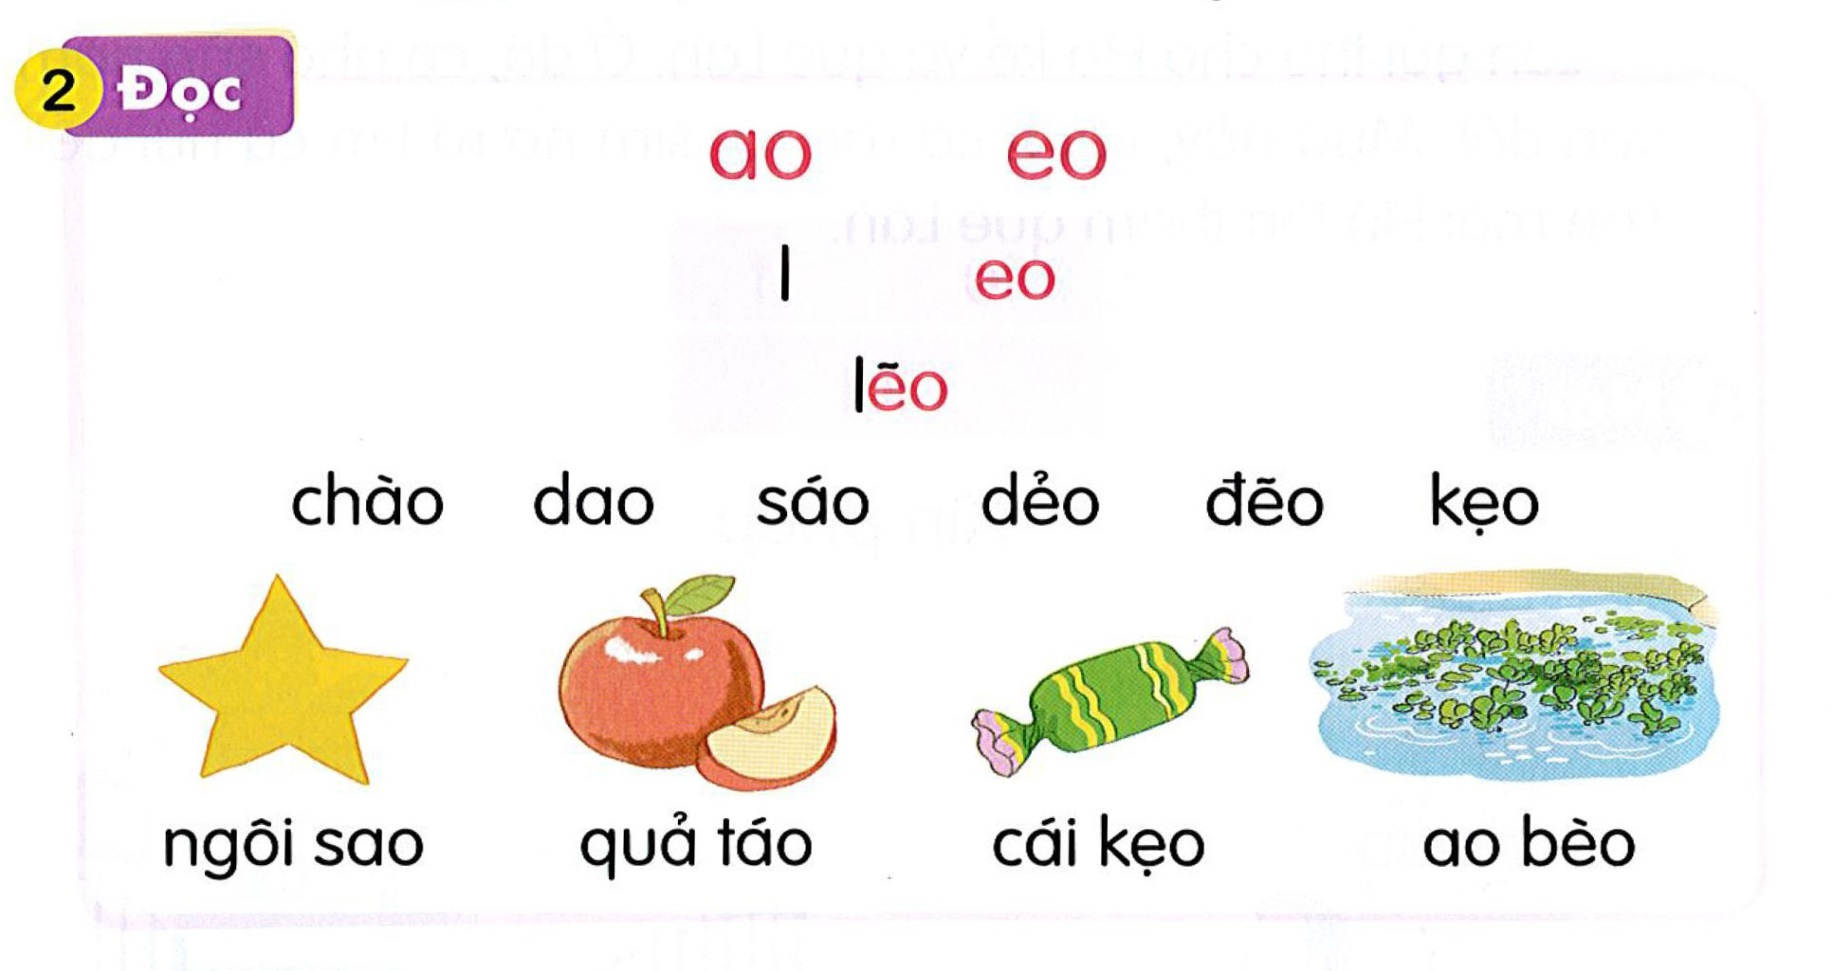 2 Đọc
ao eo
l eo
lẽo
chào dao sáo dẻo đẽo kẹo
ngôi sao quả táo cái kẹo ao bèo